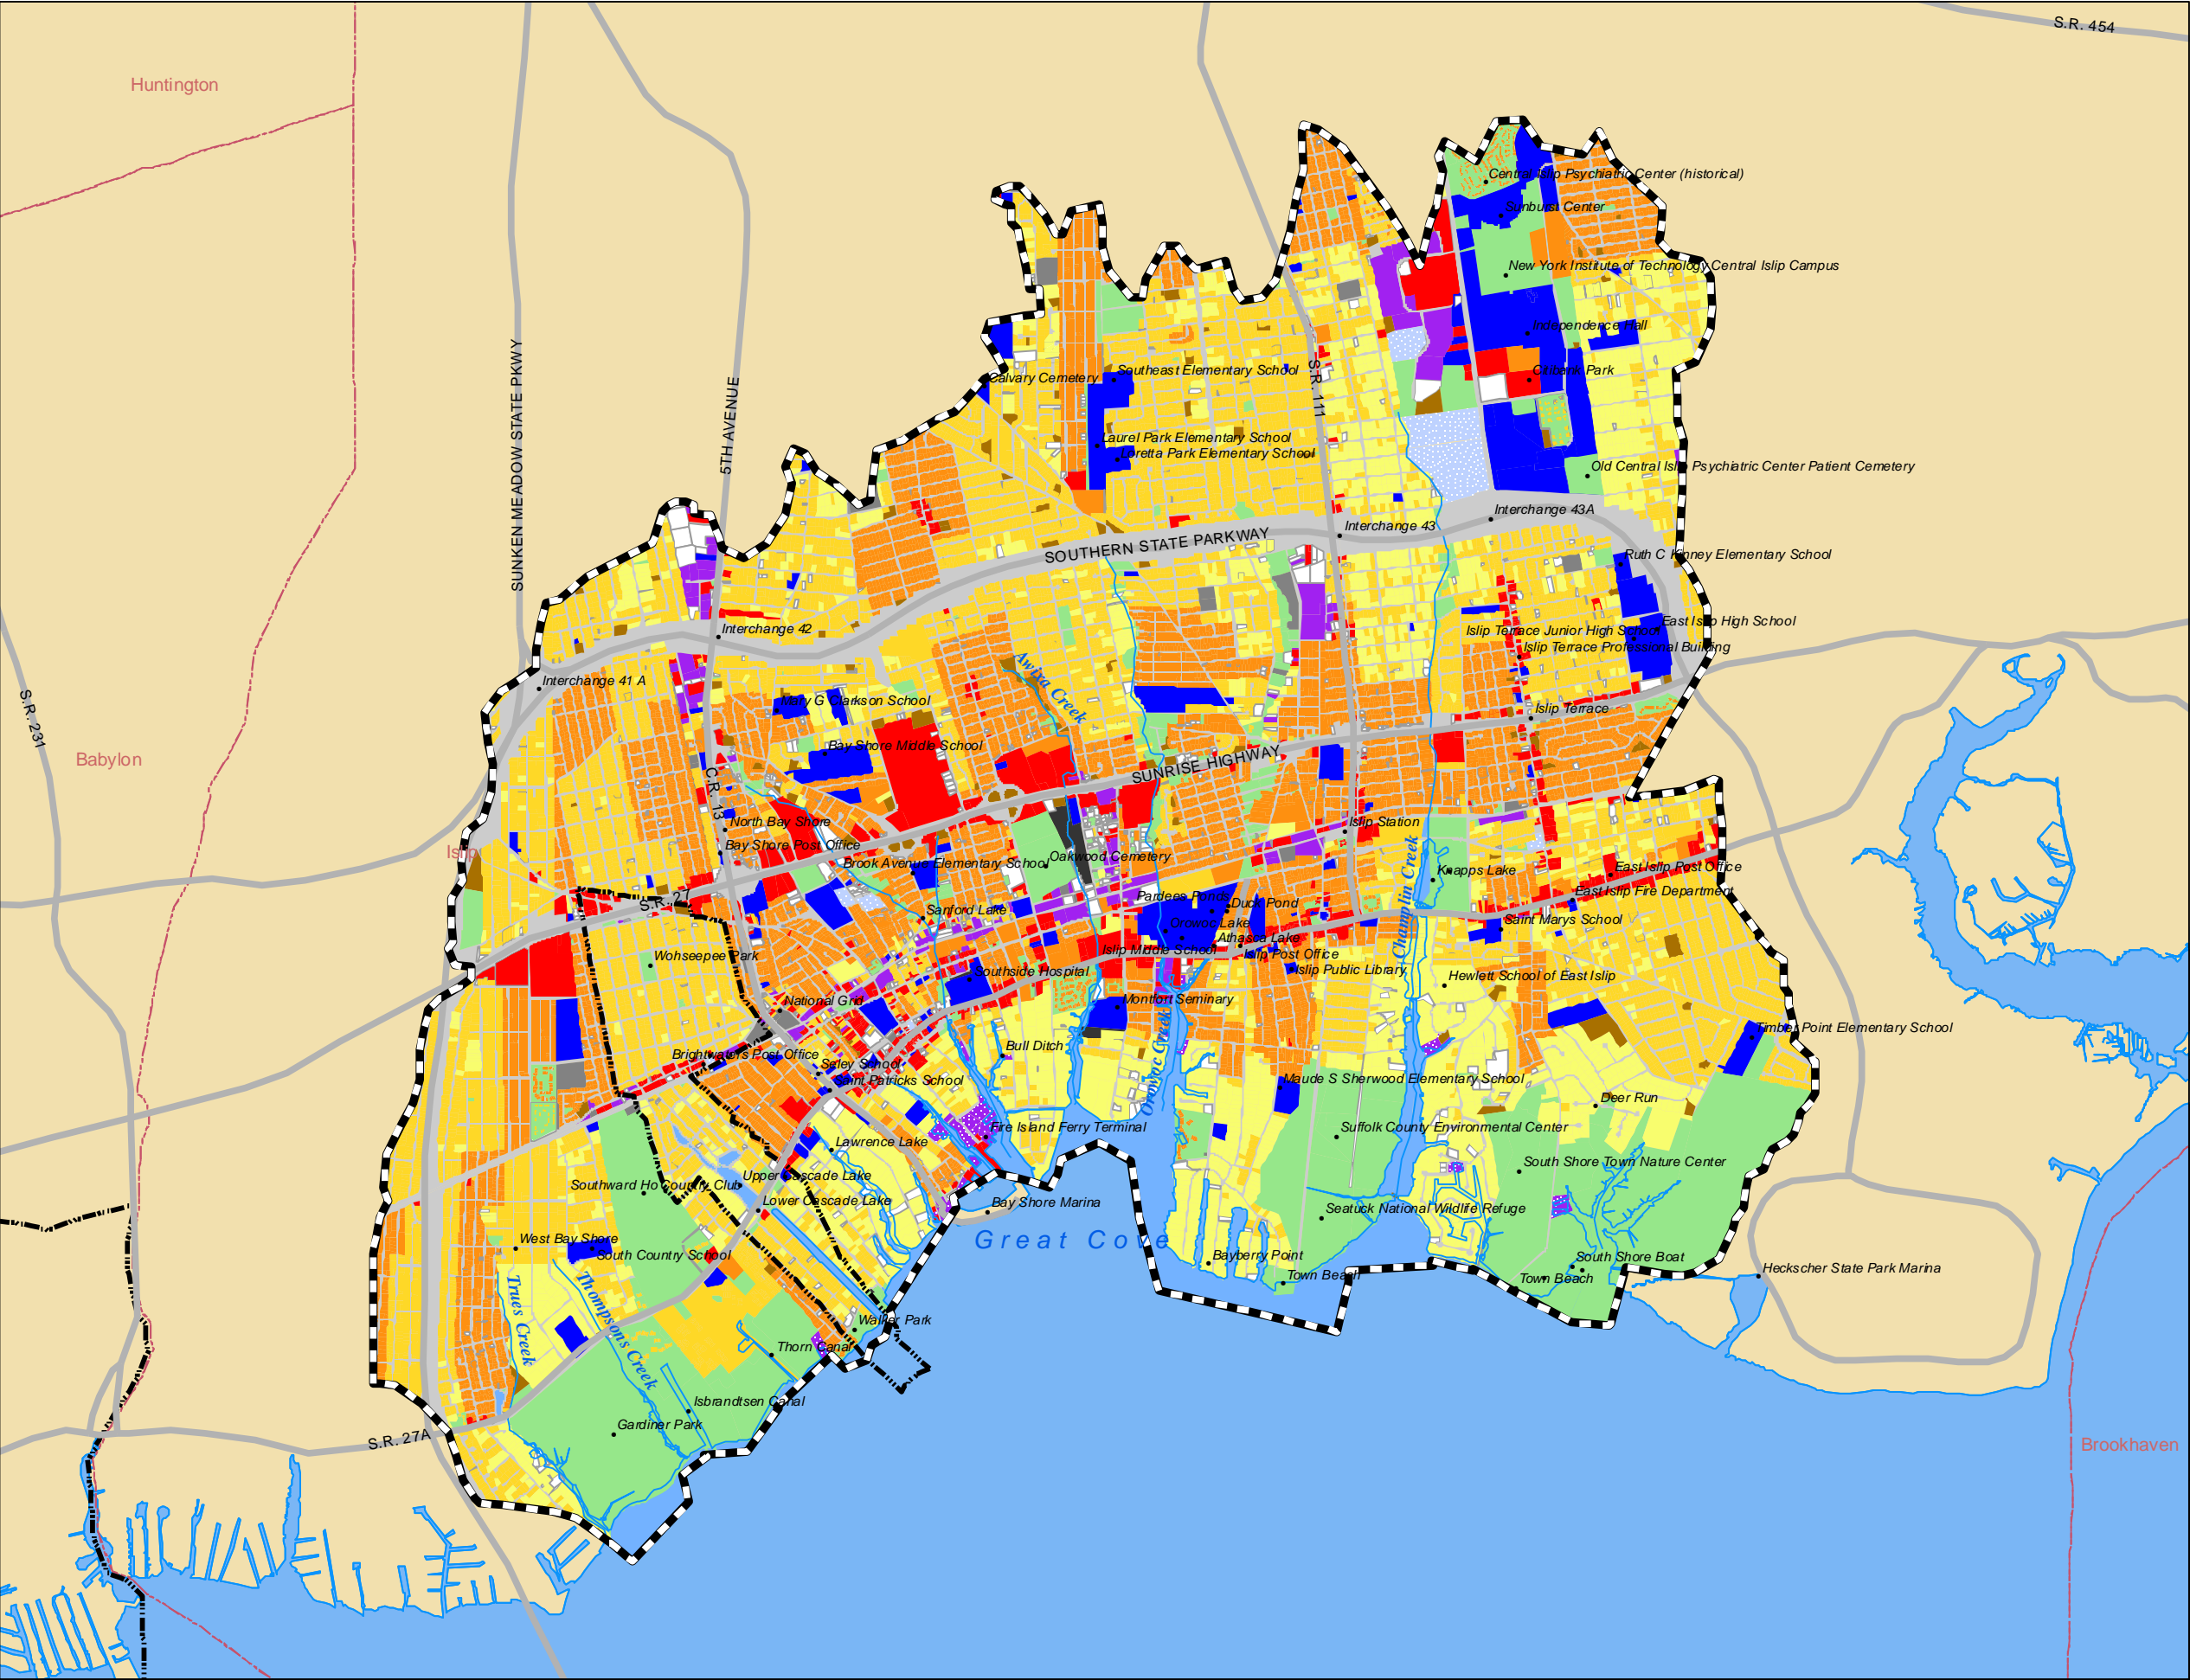 S.R. 454
Huntington
Central Islip Psychiatric Center (historical)
Sunburst Center
New York Institute of Technology Central Islip Campus
Independence Hall
SUNKEN MEADOW STATE PKWY
5TH AVENUE
S.R. 111
Calvary Cemetery
Southeast Elementary School
Citibank Park
Laurel Park Elementary School
Loretta Park Elementary School
Old Central Islip Psychiatric Center Patient Cemetery
Interchange 43A
Interchange 43
SOUTHERN STATE PARKWAY
Ruth C Kinney Elementary School
Interchange 42
East Islip High School
Islip Terrace Junior High School
Islip Terrace Professional Building
Interchange 41 A
Awixa Creek
Mary G Clarkson School
Islip Terrace
S.R. 231
Babylon
Bay Shore Middle School
SUNRISE HIGHWAY
C.R. 13
North Bay Shore
Islip Station
Islip
Bay Shore Post Office
Brook Avenue Elementary School
Oakwood Cemetery
Knapps Lake
East Islip Post Office
East Islip Fire Department
S.R. 27
Pardees Ponds
Duck Pond
Sanford Lake
Orowoc Lake
Saint Marys School
Champlin Creek
Athasca Lake
Islip Middle School
Islip Post Office
Wohseepee Park
Southside Hospital
Islip Public Library
Hewlett School of East Islip
National Grid
Montfort Seminary
Timber Point Elementary School
Bull Ditch
Orowoc Creek
Brightwaters Post Office
Seley School
Saint Patricks School
Maude S Sherwood Elementary School
Deer Run
Fire Island Ferry Terminal
Suffolk County Environmental Center
Lawrence Lake
South Shore Town Nature Center
Upper Cascade Lake
Southward Ho Country Club
Lower Cascade Lake
Bay Shore Marina
Seatuck National Wildlife Refuge
Great Cove
West Bay Shore
South Country School
Bayberry Point
South Shore Boat
Heckscher State Park Marina
Town Beach
Town Beach
Trues Creek
Thompsons Creek
Walker Park
Thorn Canal
Isbrandtsen Canal
Gardiner Park
S.R. 27A
Brookhaven